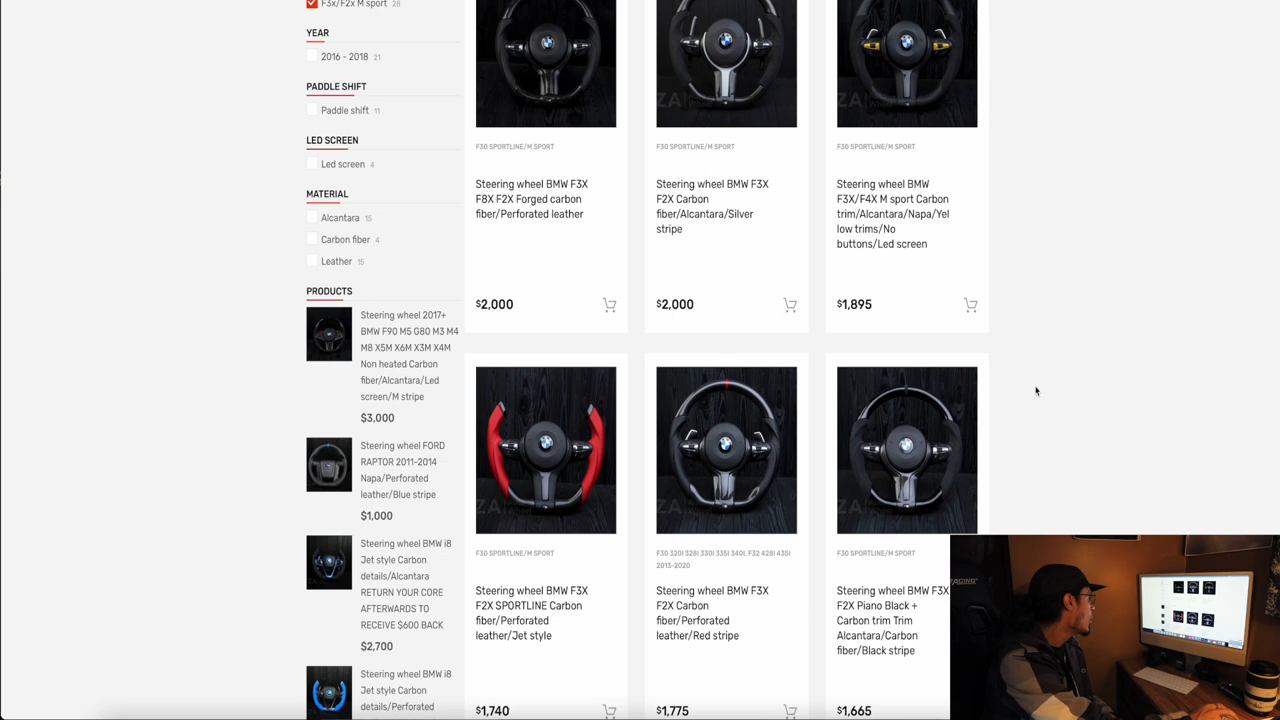 F3x/F2x M sport 28
YEAR
2016 - 2018 21
PADDLE SHIFT
Paddle shift 11
LED SCREEN
Led screen 4
MATERIAL
Alcantara 15
Carbon fiber 4
Leather 15
PRODUCTS
Steering wheel 2017+
BMW F90 M5 G80 M3 M4
M8 X5M X6M X3M X4M
Non heated Carbon
fiber/Alcantara/Led
screen/M stripe
$3,000
Steering wheel FORD
RAPTOR 2011-2014
Napa/Perforated
leather/Blue stripe
$1,000
Steering wheel BMW i8
Jet style Carbon
details/Alcantara
RETURN YOUR CORE
AFTERWARDS TO
RECEIVE $600 BACK
$2,700
Steering wheel BMW i8
Jet style Carbon
details/Perforated
F30 SPORTLINE/M SPORT
Steering wheel BMW F3X
F8X F2X Forged carbon
fiber/Perforated leather
$2,000
F30 SPORTLINE/M SPORT
Steering wheel BMW F3X
F2X Carbon
fiber/Alcantara/Silver
stripe
$2,000
F30 SPORTLINE/M SPORT
Steering wheel BMW
F3X/F4X M sport Carbon
trim/Alcantara/Napa/Yel
low trims/No
buttons/Led screen
$1,895
F30 SPORTLINE/M SPORT
Steering wheel BMW F3X
F2X SPORTLINE Carbon
fiber/Perforated
leather/Jet style
$1,740
F30 320I 328I 330I 335I 340I, F32 428I 435I
2013-2020
Steering wheel BMW F3X
F2X Carbon
fiber/Perforated
leather/Red stripe
$1,775
F30 SPORTLINE/M SPORT
Steering wheel BMW F3X
F2X Piano Black +
Carbon trim Trim
Alcantara/Carbon
fiber/Black stripe
$1,665